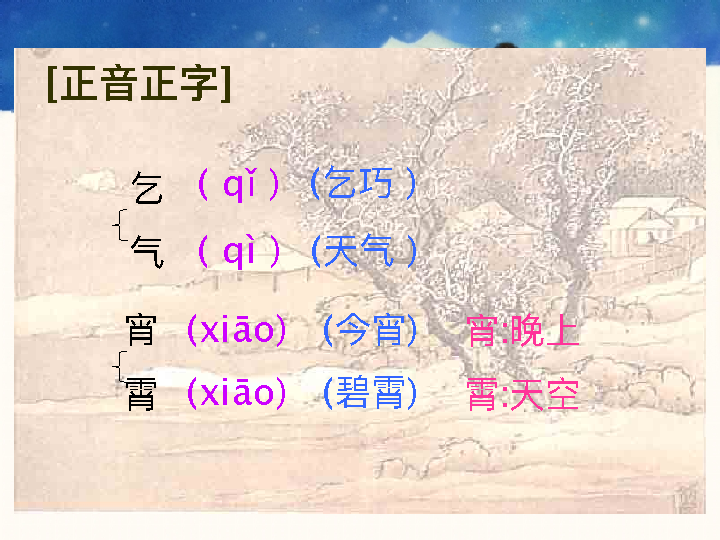 [正音正字]
乞 ( qǐ ) (乞巧 )
气 ( qì ) (天气 )
宵 (xiāo) (今宵) 宵:晚上
霄 (xiāo) (碧霄) 霄:天空